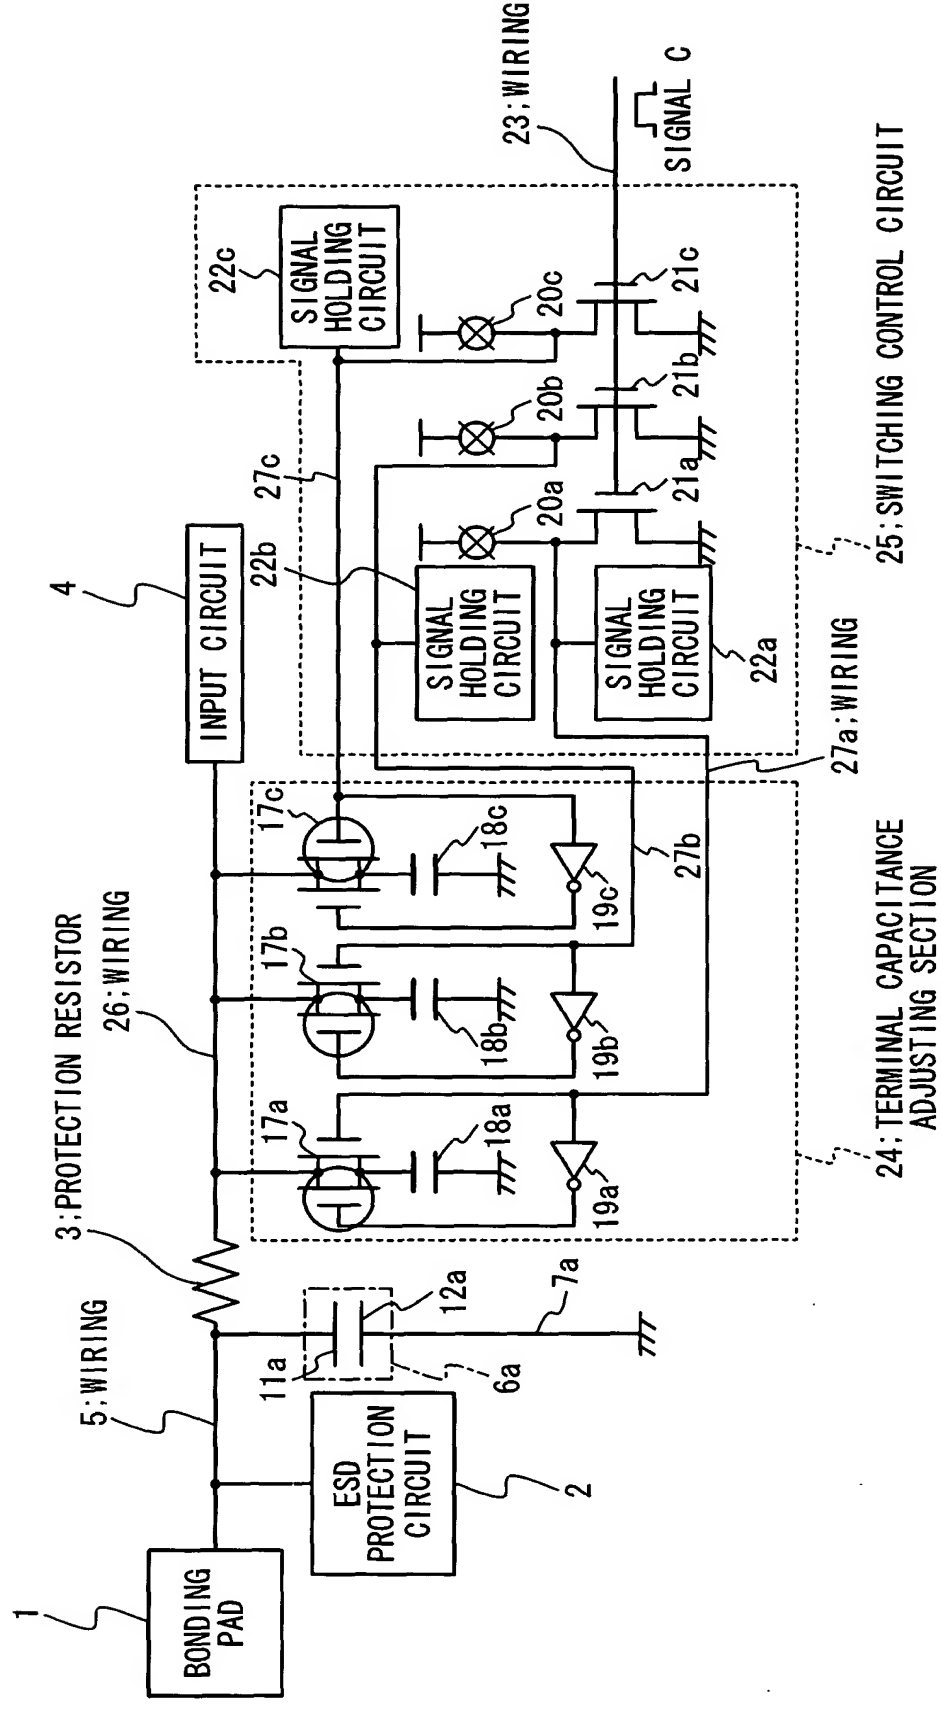 1
BONDING
PAD
5;WIRING
3;PROTECTION RESISTOR
26;WIRING
4
INPUT CIRCUIT
ESD
PROTECTION
CIRCUIT
2
11a
12a
6a
7a
17a
18a
19a
17b
18b
19b
17c
18c
19c
24;TERMINAL CAPACITANCE
ADJUSTING SECTION
27a;WIRING
27b
27c
22a
SIGNAL
HOLDING
CIRCUIT
22b
SIGNAL
HOLDING
CIRCUIT
22c
SIGNAL
HOLDING
CIRCUIT
20a
20b
20c
21a
21b
21c
23;WIRING
SIGNAL C
25;SWITCHING CONTROL CIRCUIT